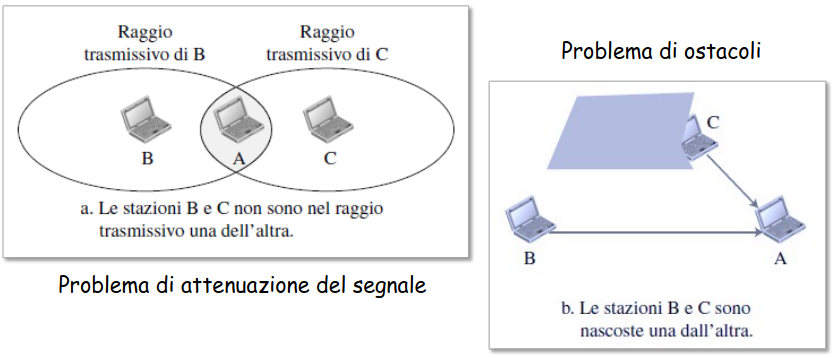 Raggio
trasmissivo di B
Raggio
trasmissivo di C
B
A
C
a. Le stazioni B e C non sono nel raggio
trasmissivo una dell'altra.
Problema di attenuazione del segnale
Problema di ostacoli
C
B
A
b. Le stazioni B e C sono
nascoste una dall'altra.